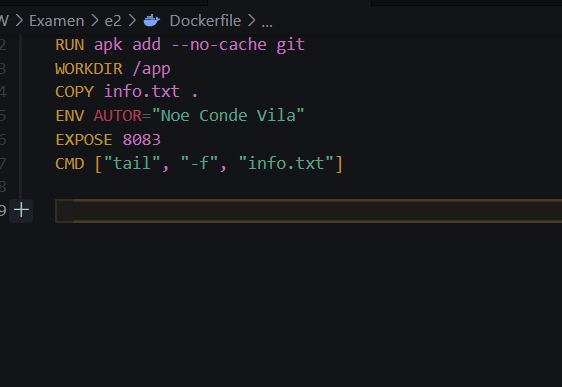 W > Examen > e2 > Dockerfile > ...
2 RUN apk add --no-cache git
3 WORKDIR /app
4 COPY info.txt .
5 ENV AUTOR="Noe Conde Vila"
6 EXPOSE 8083
7 CMD ["tail", "-f", "info.txt"]
8
9 +